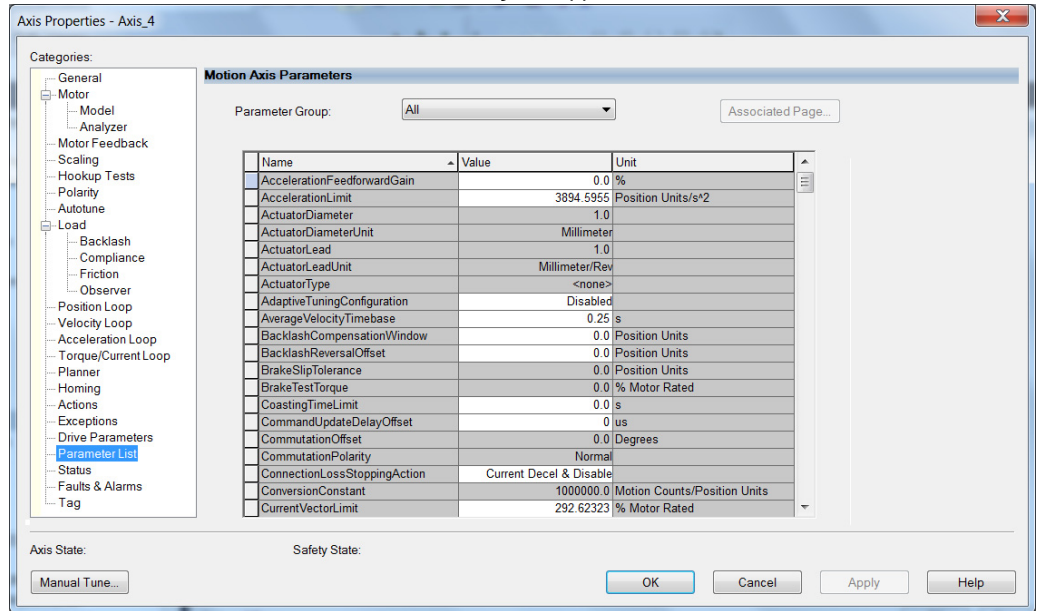 Axis Properties - Axis_4
X
Categories:
General
Motor
Model
Analyzer
Motor Feedback
Scaling
Hookup Tests
Polarity
Autotune
Load
Backlash
Compliance
Friction
Observer
Position Loop
Velocity Loop
Acceleration Loop
Torque/Current Loop
Planner
Homing
Actions
Exceptions
Drive Parameters
Parameter List
Status
Faults & Alarms
Tag
Motion Axis Parameters
Parameter Group: All Associated Page...
Name Value Unit
AccelerationFeedforwardGain 0.0 %
AccelerationLimit 3894.5955 Position Units/s^2
ActuatorDiameter 1.0
ActuatorDiameterUnit Millimeter
ActuatorLead 1.0
ActuatorLeadUnit Millimeter/Rev
ActuatorType <none>
AdaptiveTuningConfiguration Disabled
AverageVelocityTimebase 0.25 s
BacklashCompensationWindow 0.0 Position Units
BacklashReversalOffset 0.0 Position Units
BrakeSlipTolerance 0.0 Position Units
BrakeTestTorque 0.0 % Motor Rated
CoastingTimeLimit 0.0 s
CommandUpdateDelayOffset 0 us
CommutationOffset 0.0 Degrees
CommutationPolarity Normal
ConnectionLossStoppingAction Current Decel & Disable
ConversionConstant 1000000.0 Motion Counts/Position Units
CurrentVectorLimit 292.62323 % Motor Rated
Axis State: Safety State:
Manual Tune... OK Cancel Apply Help